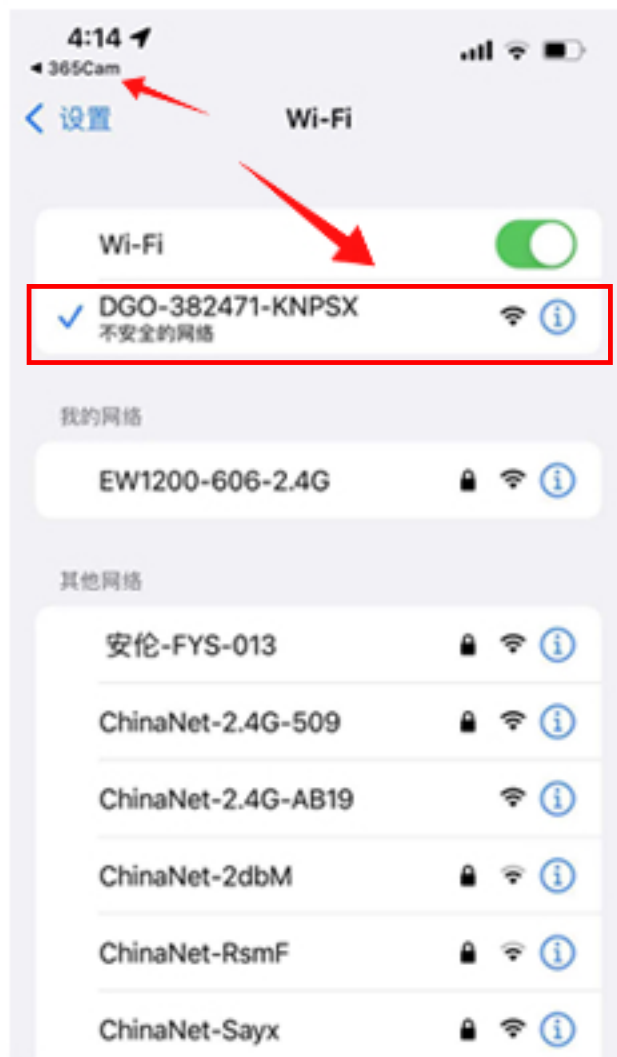 4:14
365Cam
设置
Wi-Fi
Wi-Fi
DGO-382471-KNPSX
不安全的网络
我的网络
EW1200-606-2.4G
其他网络
安伦-FYS-013
ChinaNet-2.4G-509
ChinaNet-2.4G-AB19
ChinaNet-2dbM
ChinaNet-RsmF
ChinaNet-Sayx